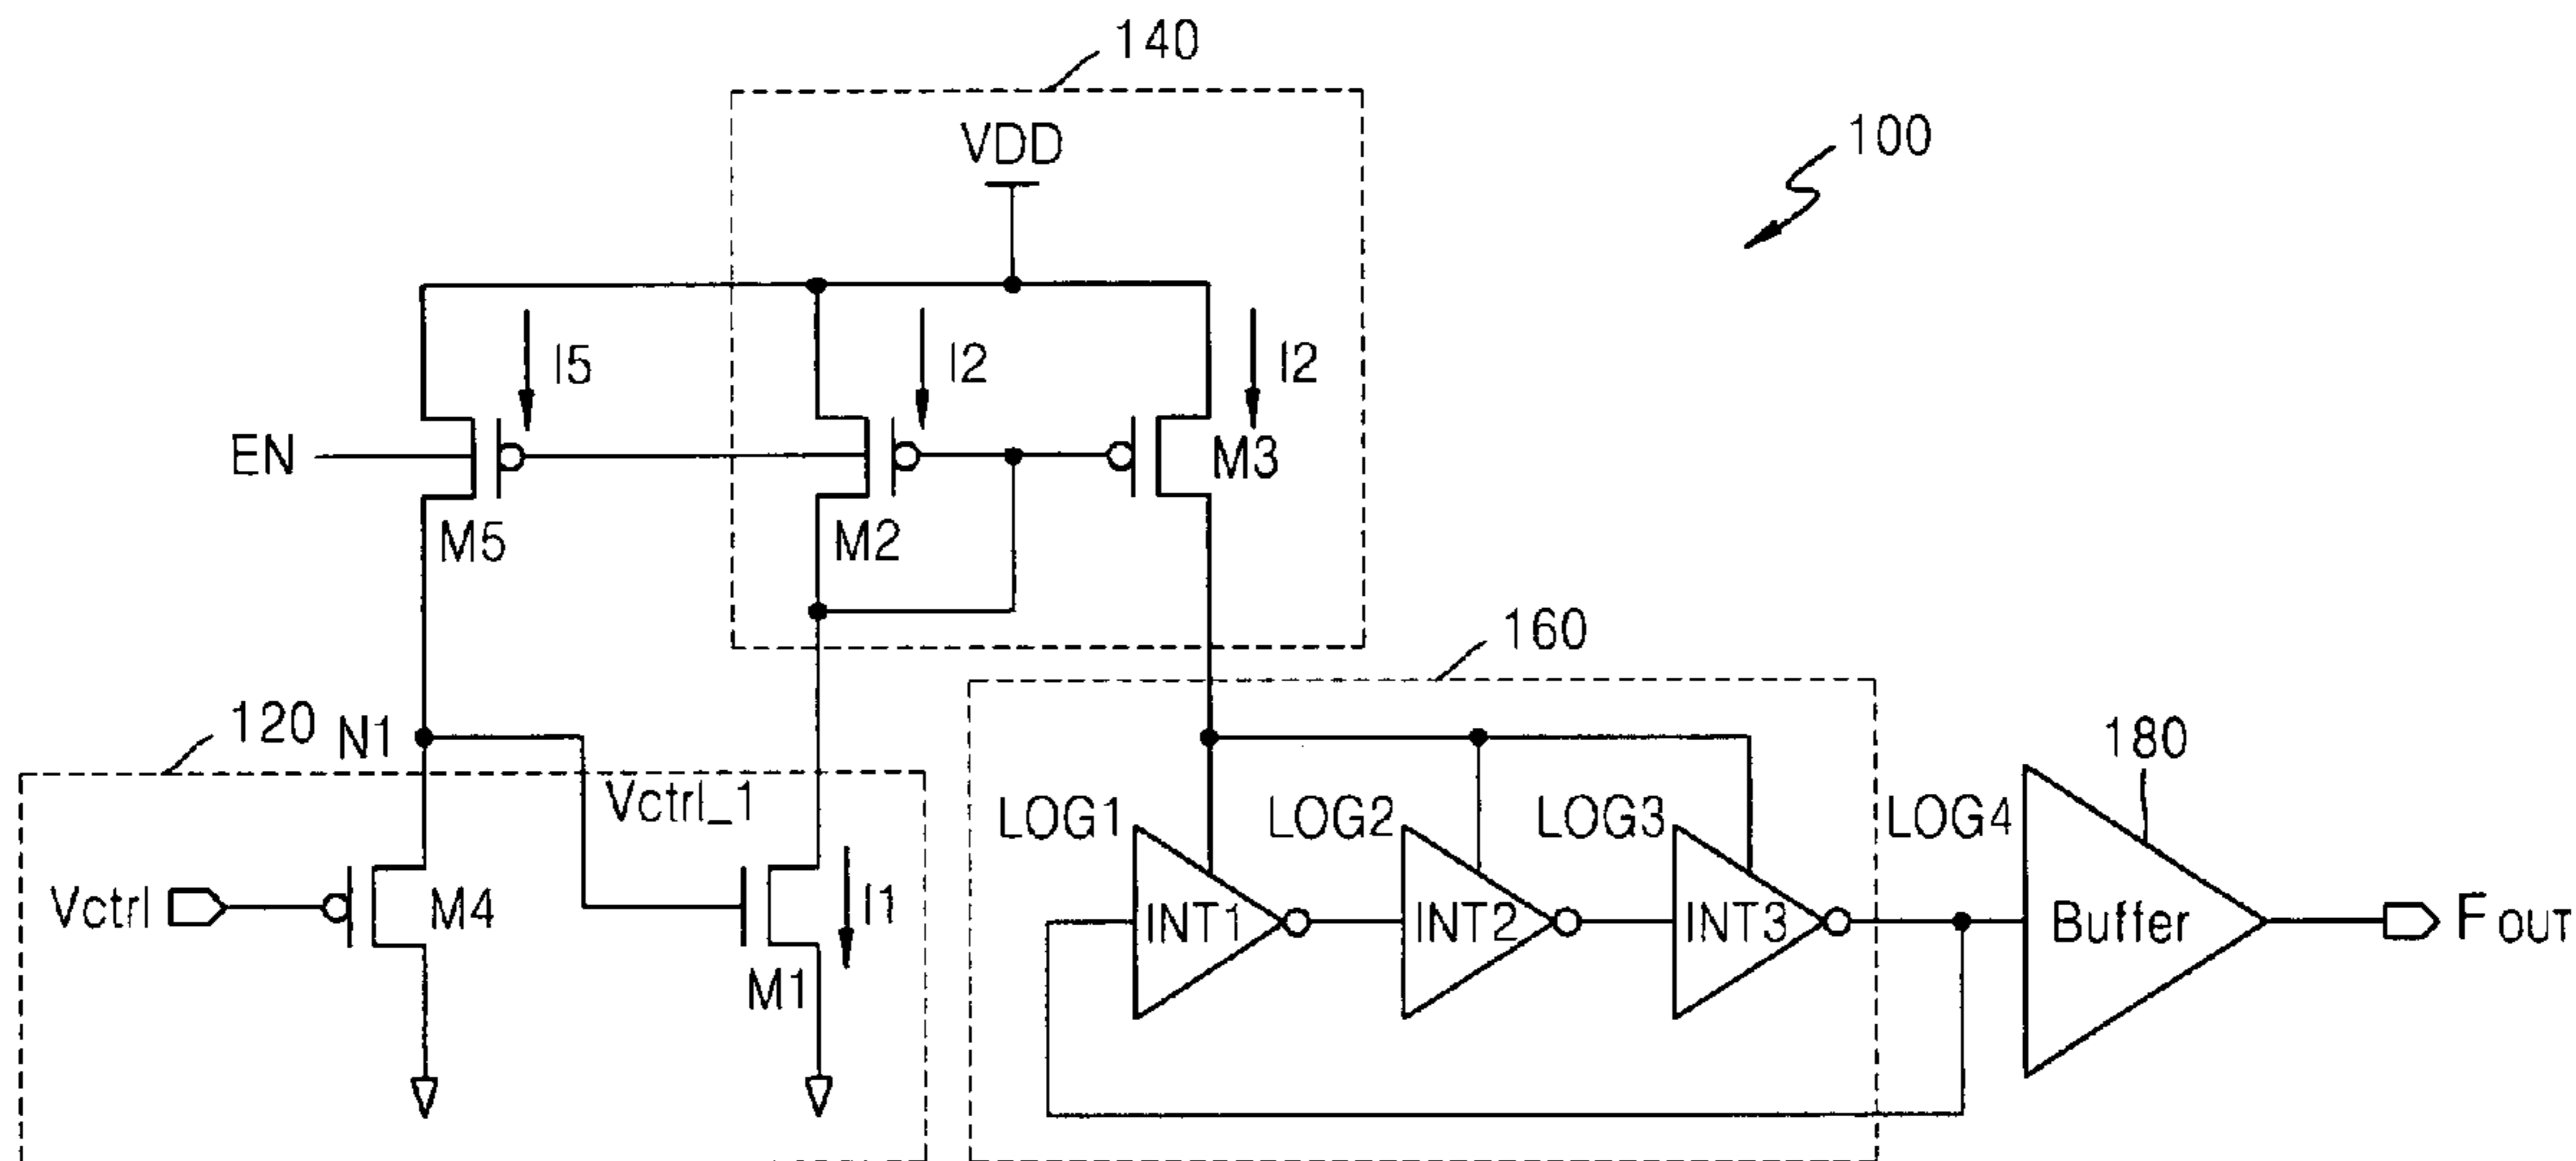 140
100
VDD
I5
I2
I2
EN
M3
M5
M2
160
120
N1
180
Vctrl_1
LOG1
LOG2
LOG3
LOG4
Vctrl
M4
I1
INT1
INT2
INT3
Buffer
FOUT
M1